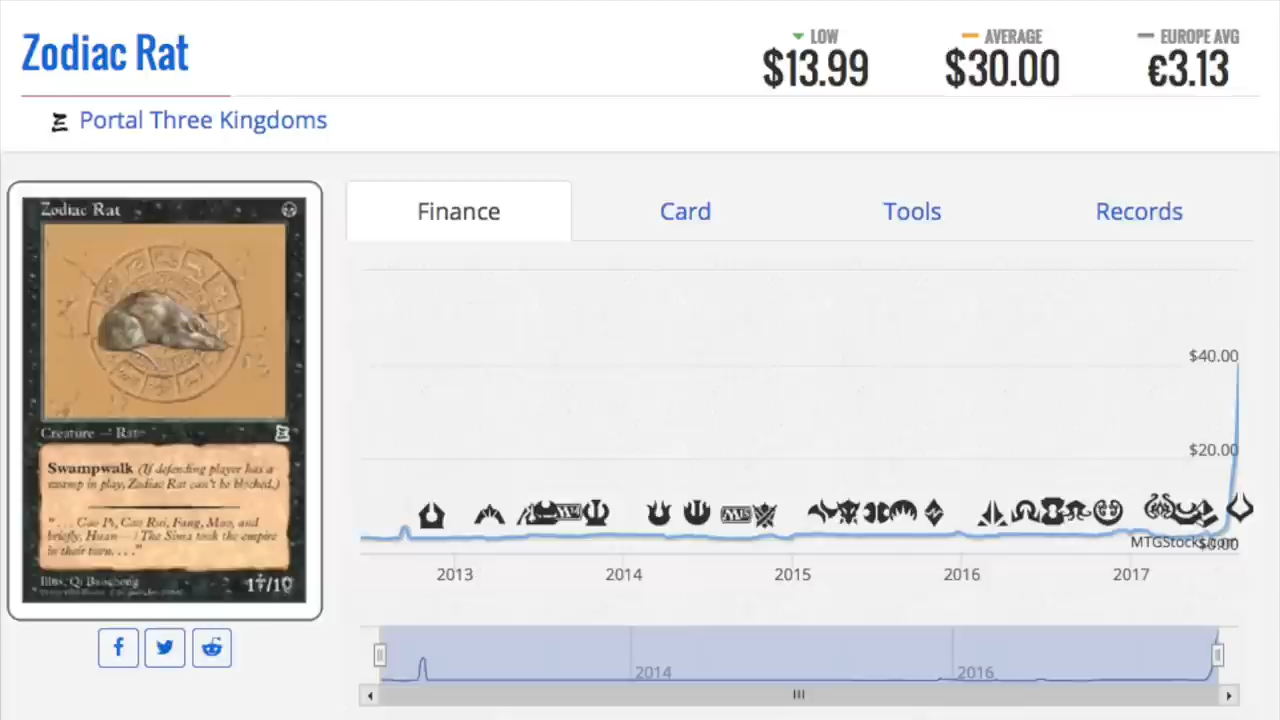 Zodiac Rat
LOW
$13.99
AVERAGE
$30.00
EUROPE AVG
€3.13
Portal Three Kingdoms
Finance
Card
Tools
Records
Zodiac Rat
Creature — Rat
Swampwalk (If defending player has a
swamp in play, Zodiac Rat can't be blocked.)
". . . Cao Pi, Cao Rui, Fang, Mao, and
briefly, Huan— / The Sima took the empire
in their turn. . . ."
Illus. Qi Baocheng
$40.00
$20.00
MTGStocks.com
$0.00
2013
2014
2015
2016
2017
2014
2016